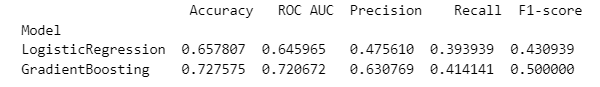 Accuracy ROC AUC Precision Recall F1-score
Model
LogisticRegression 0.657807 0.645965 0.475610 0.393939 0.430939
GradientBoosting 0.727575 0.720672 0.630769 0.414141 0.500000